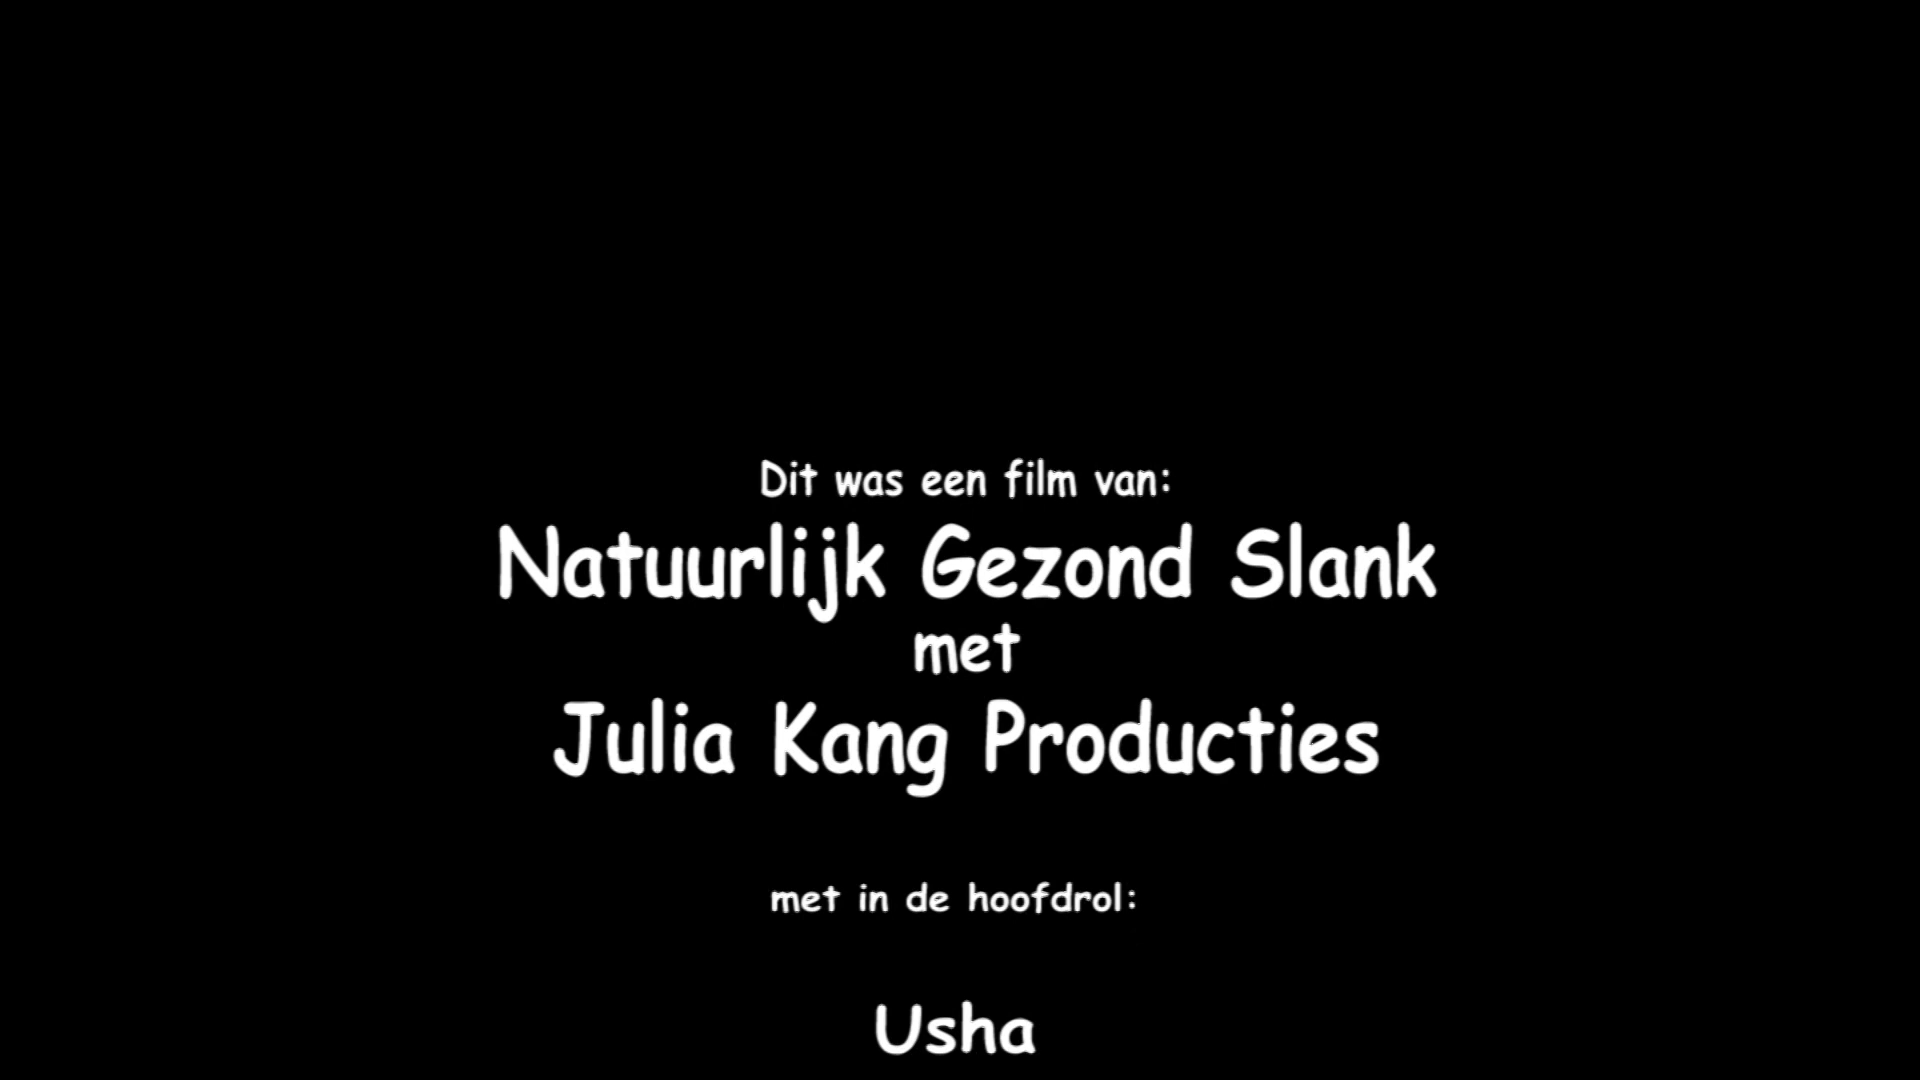 Dit was een film van:
Natuurlijk Gezond Slank
met
Julia Kang Producties
met in de hoofdrol:
Usha